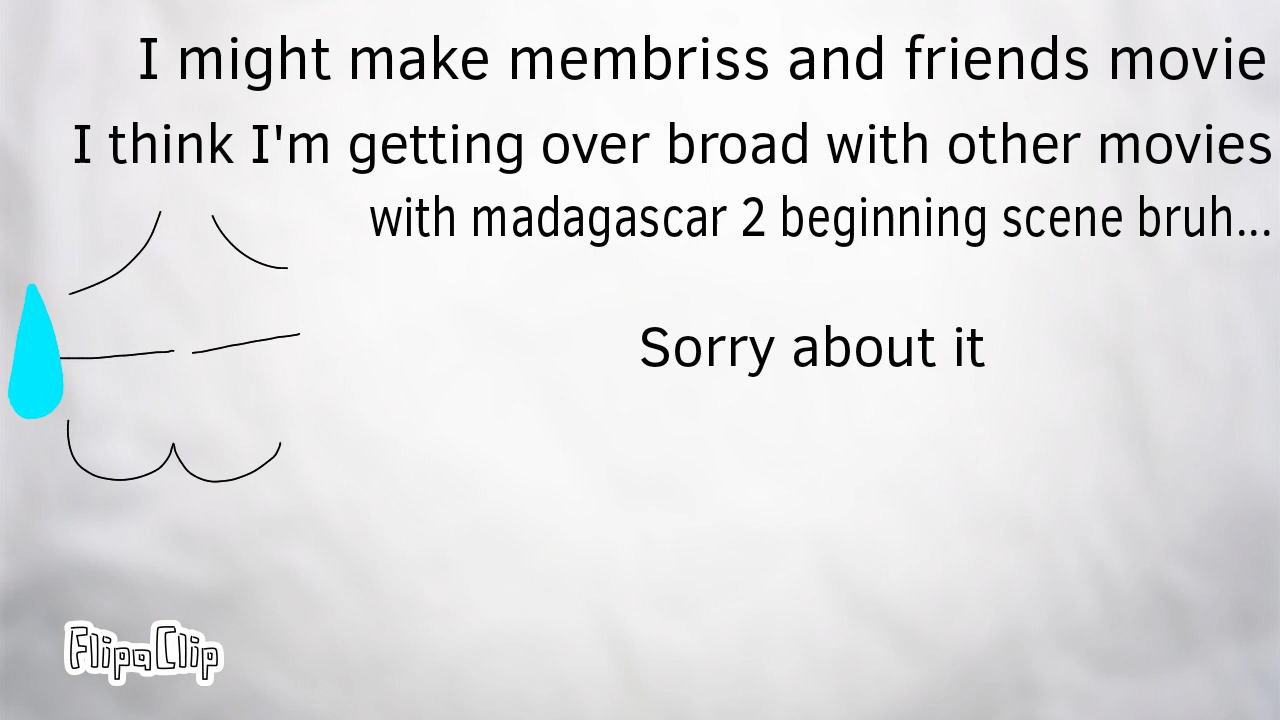 I might make membriss and friends movie
I think I'm getting over broad with other movies
with madagascar 2 beginning scene bruh...
Sorry about it
FlipaClip